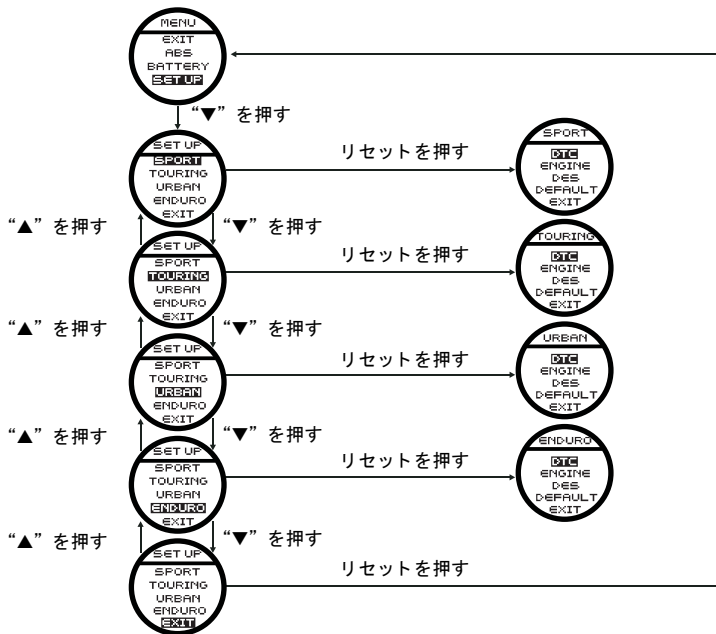 MENU
EXIT
ABS
BATTERY
SET UP
“▼” を押す
SET UP
SPORT
TOURING
URBAN
ENDURO
EXIT
リセットを押す
SPORT
DTC
ENGINE
DES
DEFAULT
EXIT
“▲” を押す
“▼” を押す
SET UP
SPORT
TOURING
URBAN
ENDURO
EXIT
リセットを押す
TOURING
DTC
ENGINE
DES
DEFAULT
EXIT
“▲” を押す
“▼” を押す
SET UP
SPORT
TOURING
URBAN
ENDURO
EXIT
リセットを押す
URBAN
DTC
ENGINE
DES
DEFAULT
EXIT
“▲” を押す
“▼” を押す
SET UP
SPORT
TOURING
URBAN
ENDURO
EXIT
リセットを押す
ENDURO
DTC
ENGINE
DES
DEFAULT
EXIT
“▲” を押す
“▼” を押す
SET UP
SPORT
TOURING
URBAN
ENDURO
EXIT
リセットを押す